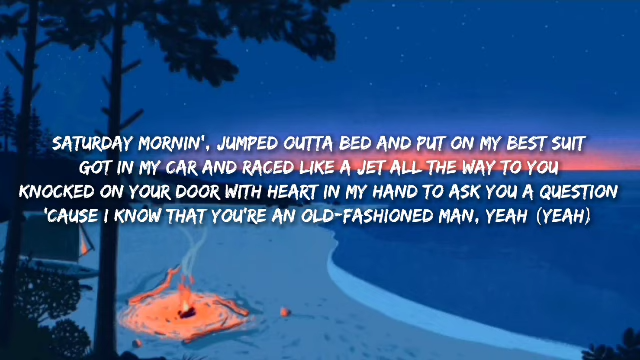 SATURDAY MORNIN', JUMPED OUTTA BED AND PUT ON MY BEST SUIT
GOT IN MY CAR AND RACED LIKE A JET ALL THE WAY TO YOU
KNOCKED ON YOUR DOOR WITH HEART IN MY HAND TO ASK YOU A QUESTION
'CAUSE I KNOW THAT YOU'RE AN OLD-FASHIONED MAN, YEAH (YEAH)